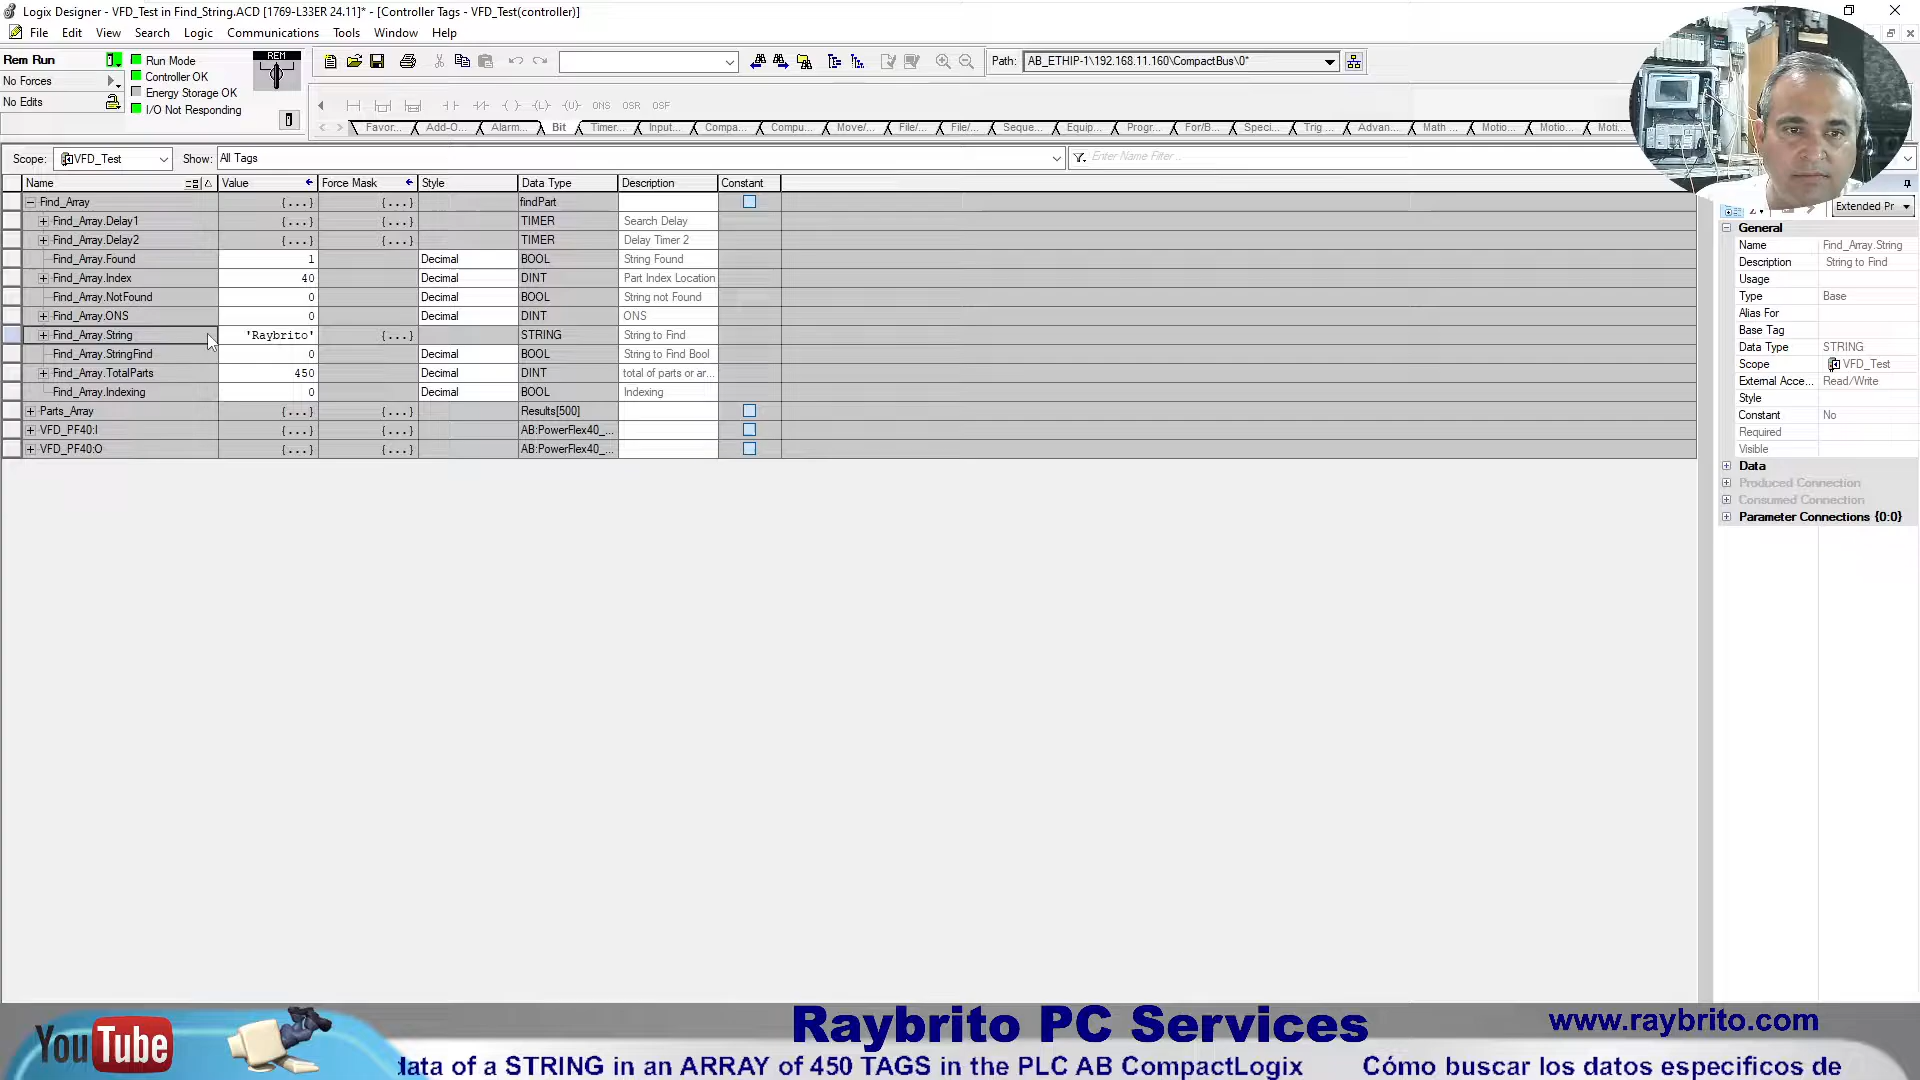 Logix Designer - VFD_Test in Find_String.ACD [1769-L33ER 24.11]* - [Controller Tags - VFD_Test(controller)]
File Edit View Search Logic Communications Tools Window Help
Rem Run
No Forces
No Edits
Run Mode
Controller OK
Energy Storage OK
I/O Not Responding
REM
Path: AB_ETHIP-1\192.168.11.160\CompactBus\0*
ONS OSR OSF
Favor... Add-O... Alarm... Bit Timer... Input... Compa... Compu... Move/... File/... File/... Seque... Equip... Progr... For/B... Speci... Trig ... Advan... Math ... Motio... Motio... Moti...
Scope: VFD_Test Show: All Tags Enter Name Filter...
Name Value Force Mask Style Data Type Description Constant
Find_Array {...} {...} findPart
Find_Array.Delay1 {...} {...} TIMER Search Delay
Find_Array.Delay2 {...} {...} TIMER Delay Timer 2
Find_Array.Found 1 Decimal BOOL String Found
Find_Array.Index 40 Decimal DINT Part Index Location
Find_Array.NotFound 0 Decimal BOOL String not Found
Find_Array.ONS 0 Decimal DINT ONS
Find_Array.String 'Raybrito' {...} STRING String to Find
Find_Array.StringFind 0 Decimal BOOL String to Find Bool
Find_Array.TotalParts 450 Decimal DINT total of parts or ar...
Find_Array.Indexing 0 Decimal BOOL Indexing
Parts_Array {...} {...} Results[500]
VFD_PF40:I {...} {...} AB:PowerFlex40_...
VFD_PF40:O {...} {...} AB:PowerFlex40_...
Extended Pr
General
Name Find_Array.String
Description String to Find
Usage
Type Base
Alias For
Base Tag
Data Type STRING
Scope VFD_Test
External Acce... Read/Write
Style
Constant No
Required
Visible
Data
Produced Connection
Consumed Connection
Parameter Connections {0:0}
YouTube
Raybrito PC Services
www.raybrito.com
data of a STRING in an ARRAY of 450 TAGS in the PLC AB CompactLogix Cómo buscar los datos especificos de